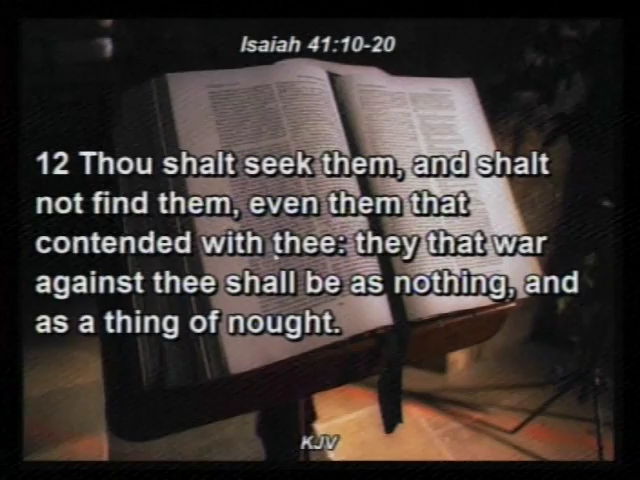 Isaiah 41:10-20
12 Thou shalt seek them, and shalt
not find them, even them that
contended with thee: they that war
against thee shall be as nothing, and
as a thing of nought.
KJV